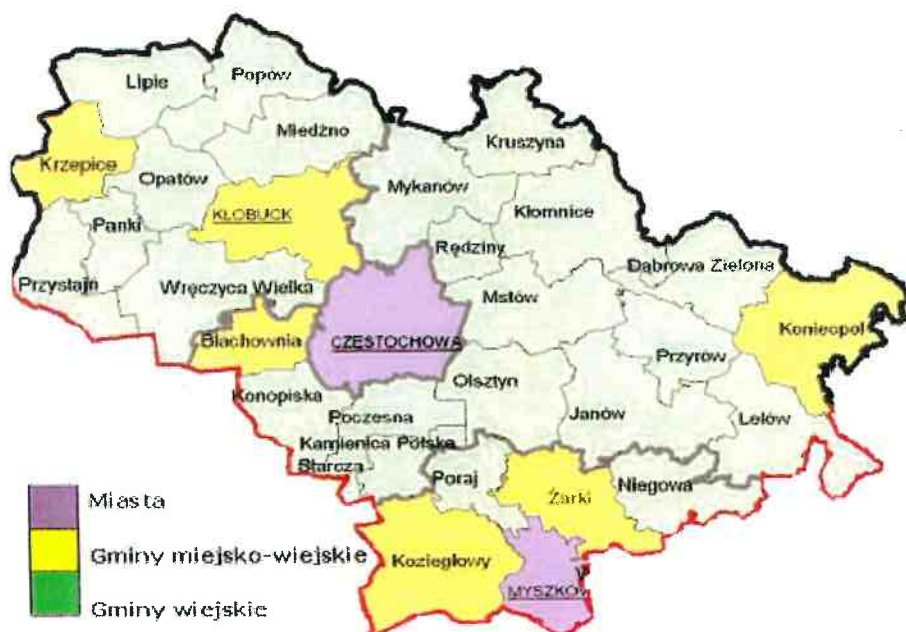 Lipie
Popów
Miedźno
Kruszyna
Krzepice
Opatów
Mykanów
KŁOBUCK
Kłomnice
Panki
Rędziny
Dąbrowa Zielona
Przystajń
Wręczyca Wielka
Mstów
Koniecpol
Blachownia
CZĘSTOCHOWA
Przyrów
Konopiska
Olsztyn
Poczesna
Janów
Lelów
Kamienica Polska
Starcza
Poraj
Żarki
Niegowa
Koziegłowy
MYSZKÓW
Miasta
Gminy miejsko-wiejskie
Gminy wiejskie